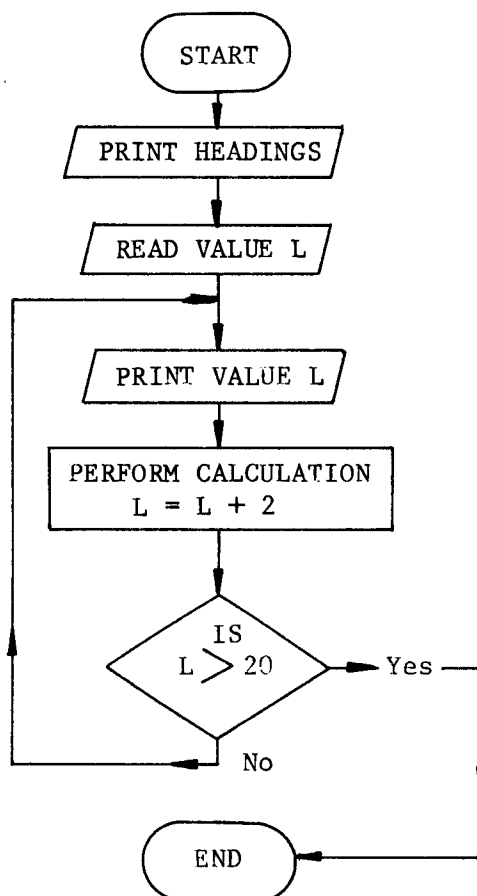 START
PRINT HEADINGS
READ VALUE L
PRINT VALUE L
PERFORM CALCULATION
L = L + 2
IS
L > 20
Yes
No
END